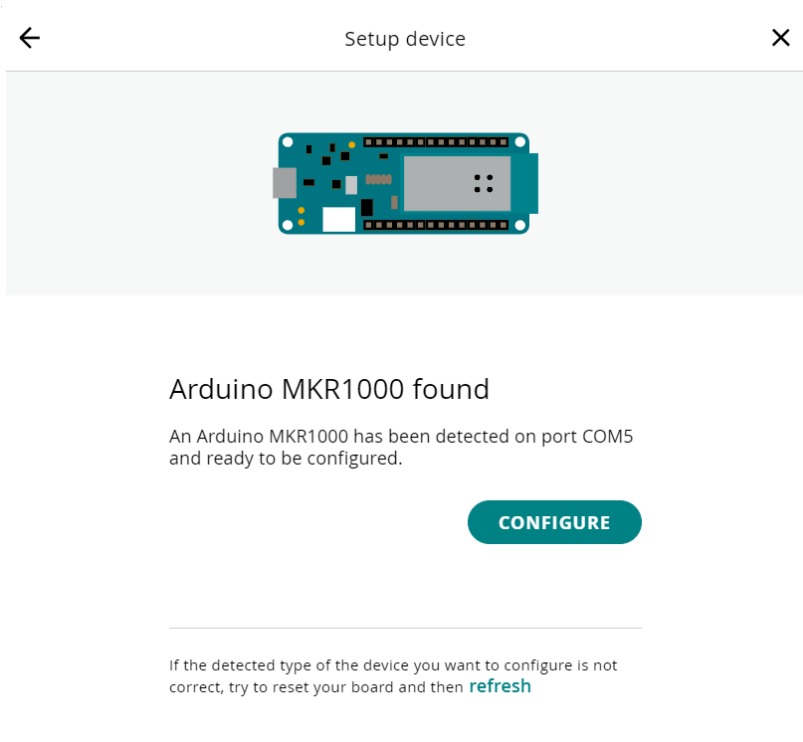 Setup device
Arduino MKR1000 found
An Arduino MKR1000 has been detected on port COM5
and ready to be configured.
CONFIGURE
If the detected type of the device you want to configure is not
correct, try to reset your board and then refresh